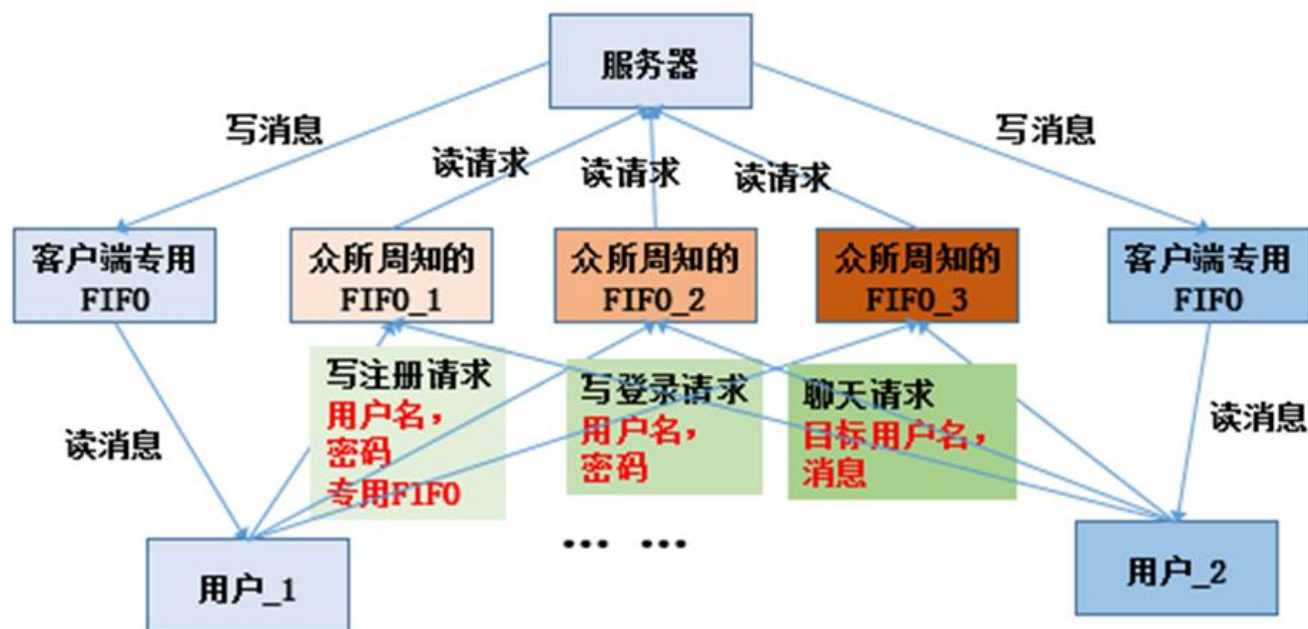 服务器
写消息
写消息
读请求
读请求
读请求
客户端专用
FIFO
众所周知的
FIFO_1
众所周知的
FIFO_2
众所周知的
FIFO_3
客户端专用
FIFO
写注册请求
用户名，
密码
专用FIFO
写登录请求
用户名，
密码
聊天请求
目标用户名，
消息
读消息
读消息
... ...
用户_1
用户_2